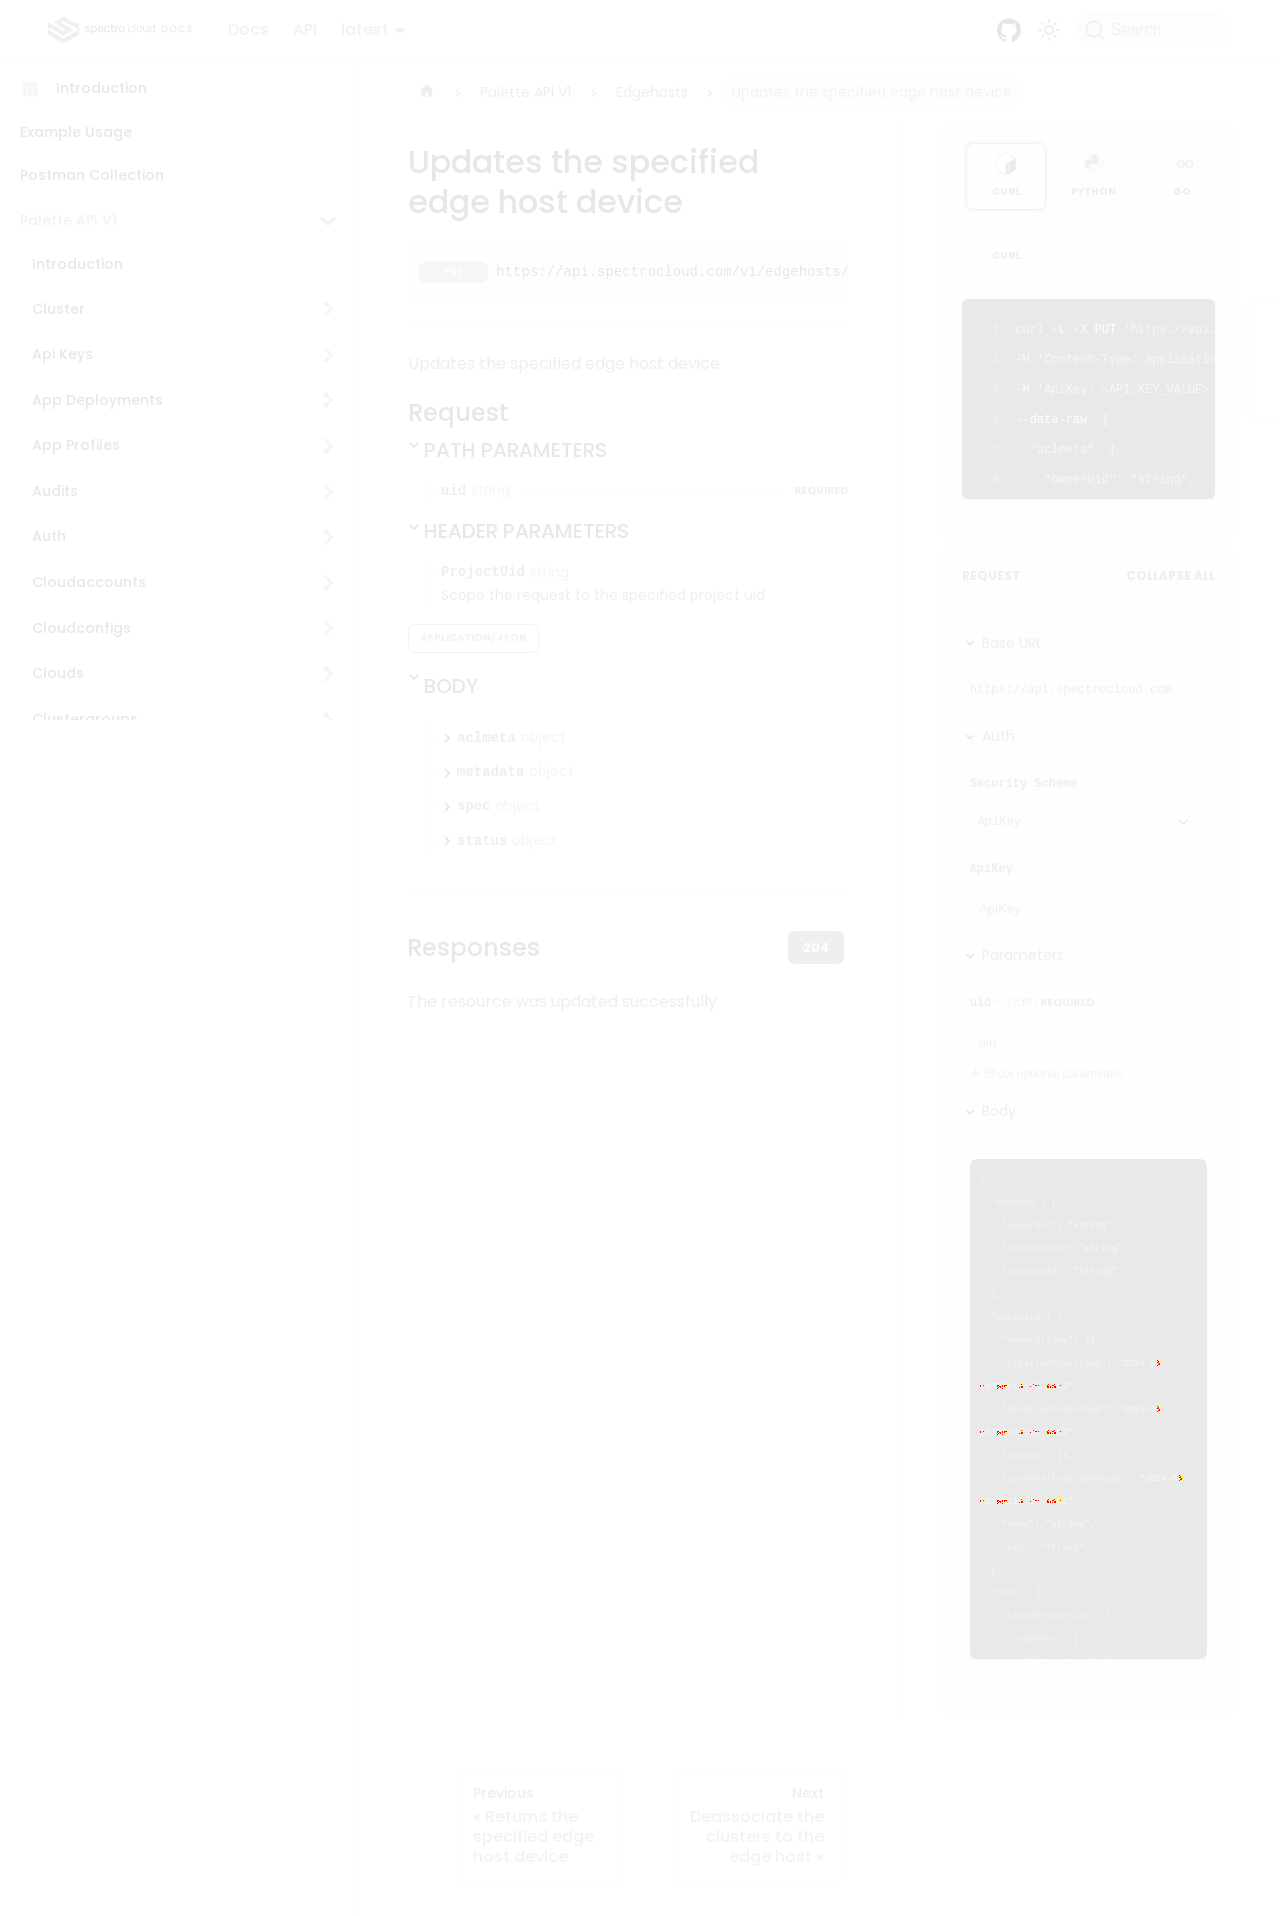 spectro cloud DOCS Docs API latest Search
Introduction
Example Usage
Postman Collection
Palette API V1
Introduction
Cluster
Api Keys
App Deployments
App Profiles
Audits
Auth
Cloudaccounts
Cloudconfigs
Clouds
Clustergroups
Palette API V1 › Edgehosts › Updates the specified edge host device
Updates the specified
edge host device
PUT https://api.spectrocloud.com/v1/edgehosts/
Updates the specified edge host device
Request
PATH PARAMETERS
uid string REQUIRED
HEADER PARAMETERS
ProjectUid string
Scope the request to the specified project uid
APPLICATION/JSON
BODY
aclmeta object
metadata object
spec object
status object
Responses 204
The resource was updated successfully
CURL PYTHON GO
CURL
1 curl -L -X PUT 'https://api.
2 -H 'Content-Type: applicatio
3 -H 'ApiKey: <API_KEY_VALUE>'
4 --data-raw '{
5 "aclmeta": {
6 "ownerUid": "string",
REQUEST COLLAPSE ALL
Base URL
https://api.spectrocloud.com
Auth
Security Scheme
ApiKey
ApiKey
ApiKey
Parameters
uid — path REQUIRED
uid
+ Show optional parameters
Body
{
"aclmeta": {
"ownerUid": "string",
"projectUid": "string",
"tenantUid": "string"
},
"metadata": {
"annotations": {},
"creationTimestamp": "2024-
"deletionTimestamp": "2024-
"labels": {},
"lastModifiedTimestamp": "2024-
"name": "string",
"uid": "string"
},
"spec": {
"cloudProperties": {
"vsphere": {
Previous
« Returns the
specified edge
host device
Next
Deassociate the
clusters to the
edge host »